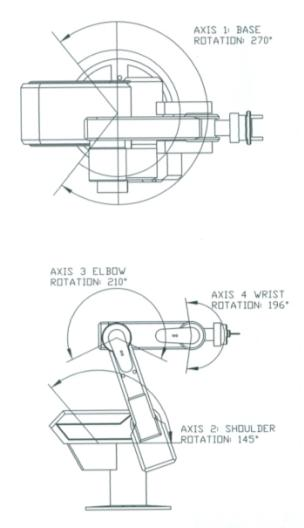 AXIS 1: BASE
ROTATION: 270°
AXIS 3 ELBOW
ROTATION: 210°
AXIS 4 WRIST
ROTATION: 196°
AXIS 2: SHOULDER
ROTATION: 145°